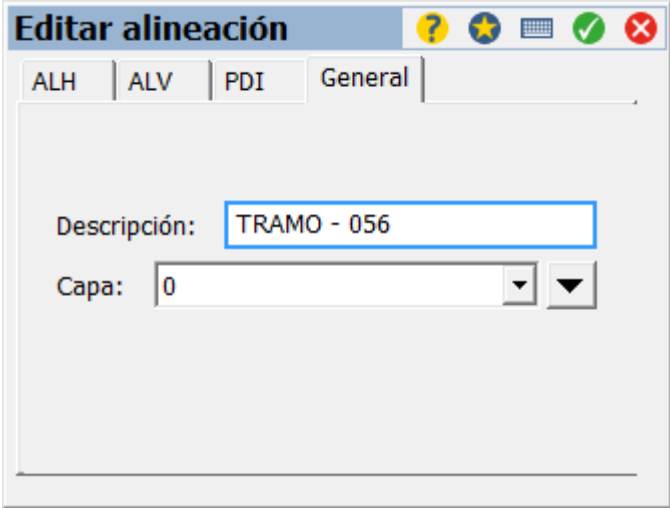 Editar alineación
ALH ALV PDI General
Descripción: TRAMO - 056
Capa: 0